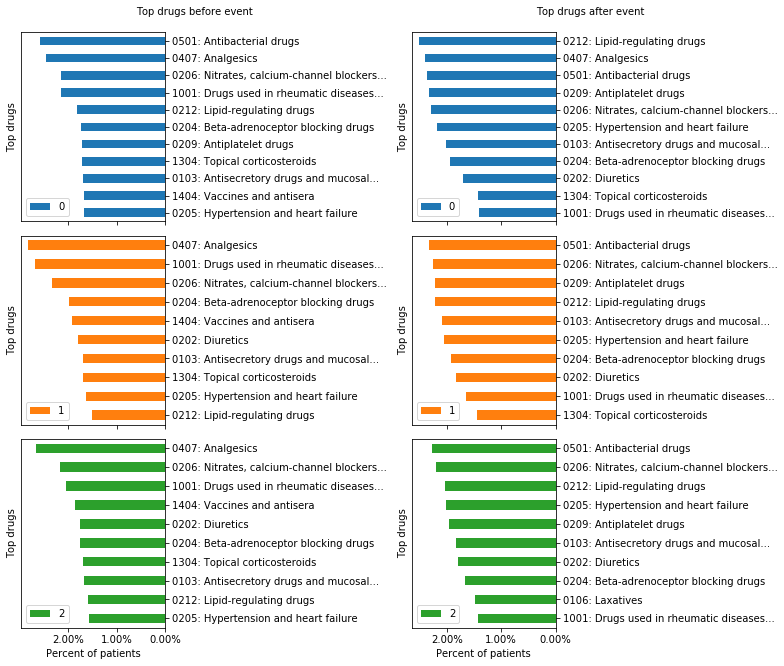 Top drugs before event
Top drugs
0501: Antibacterial drugs
0407: Analgesics
0206: Nitrates, calcium-channel blockers...
1001: Drugs used in rheumatic diseases...
0212: Lipid-regulating drugs
0204: Beta-adrenoceptor blocking drugs
0209: Antiplatelet drugs
1304: Topical corticosteroids
0103: Antisecretory drugs and mucosal...
1404: Vaccines and antisera
0205: Hypertension and heart failure
0
Top drugs
0407: Analgesics
1001: Drugs used in rheumatic diseases...
0206: Nitrates, calcium-channel blockers...
0204: Beta-adrenoceptor blocking drugs
1404: Vaccines and antisera
0202: Diuretics
0103: Antisecretory drugs and mucosal...
1304: Topical corticosteroids
0205: Hypertension and heart failure
0212: Lipid-regulating drugs
1
Top drugs
0407: Analgesics
0206: Nitrates, calcium-channel blockers...
1001: Drugs used in rheumatic diseases...
1404: Vaccines and antisera
0202: Diuretics
0204: Beta-adrenoceptor blocking drugs
1304: Topical corticosteroids
0103: Antisecretory drugs and mucosal...
0212: Lipid-regulating drugs
0205: Hypertension and heart failure
2
2.00% 1.00% 0.00%
Percent of patients
Top drugs after event
Top drugs
0212: Lipid-regulating drugs
0407: Analgesics
0501: Antibacterial drugs
0209: Antiplatelet drugs
0206: Nitrates, calcium-channel blockers...
0205: Hypertension and heart failure
0103: Antisecretory drugs and mucosal...
0204: Beta-adrenoceptor blocking drugs
0202: Diuretics
1304: Topical corticosteroids
1001: Drugs used in rheumatic diseases...
0
Top drugs
0501: Antibacterial drugs
0206: Nitrates, calcium-channel blockers...
0209: Antiplatelet drugs
0212: Lipid-regulating drugs
0103: Antisecretory drugs and mucosal...
0205: Hypertension and heart failure
0204: Beta-adrenoceptor blocking drugs
0202: Diuretics
1001: Drugs used in rheumatic diseases...
1304: Topical corticosteroids
1
Top drugs
0501: Antibacterial drugs
0206: Nitrates, calcium-channel blockers...
0212: Lipid-regulating drugs
0205: Hypertension and heart failure
0209: Antiplatelet drugs
0103: Antisecretory drugs and mucosal...
0202: Diuretics
0204: Beta-adrenoceptor blocking drugs
0106: Laxatives
1001: Drugs used in rheumatic diseases...
2
2.00% 1.00% 0.00%
Percent of patients